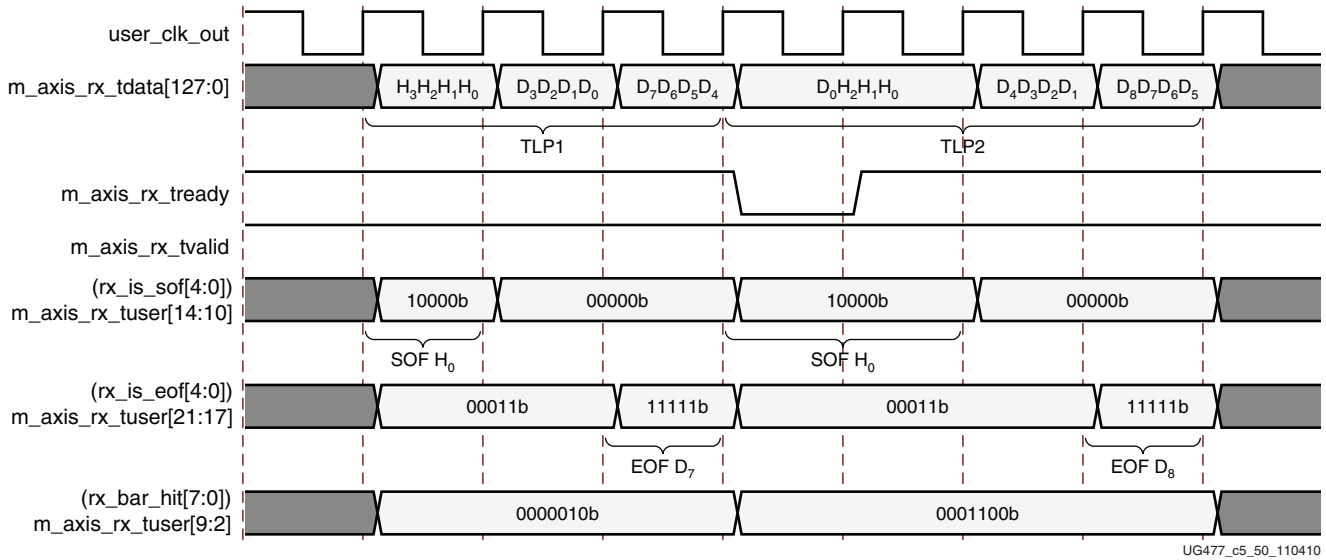 user_clk_out
m_axis_rx_tdata[127:0] H3H2H1H0 D3D2D1D0 D7D6D5D4 D0H2H1H0 D4D3D2D1 D8D7D6D5
TLP1 TLP2
m_axis_rx_tready
m_axis_rx_tvalid
(rx_is_sof[4:0])
m_axis_rx_tuser[14:10] 10000b 00000b 10000b 00000b
SOF H0 SOF H0
(rx_is_eof[4:0])
m_axis_rx_tuser[21:17] 00011b 11111b 00011b 11111b
EOF D7 EOF D8
(rx_bar_hit[7:0])
m_axis_rx_tuser[9:2] 0000010b 0001100b
UG477_c5_50_110410